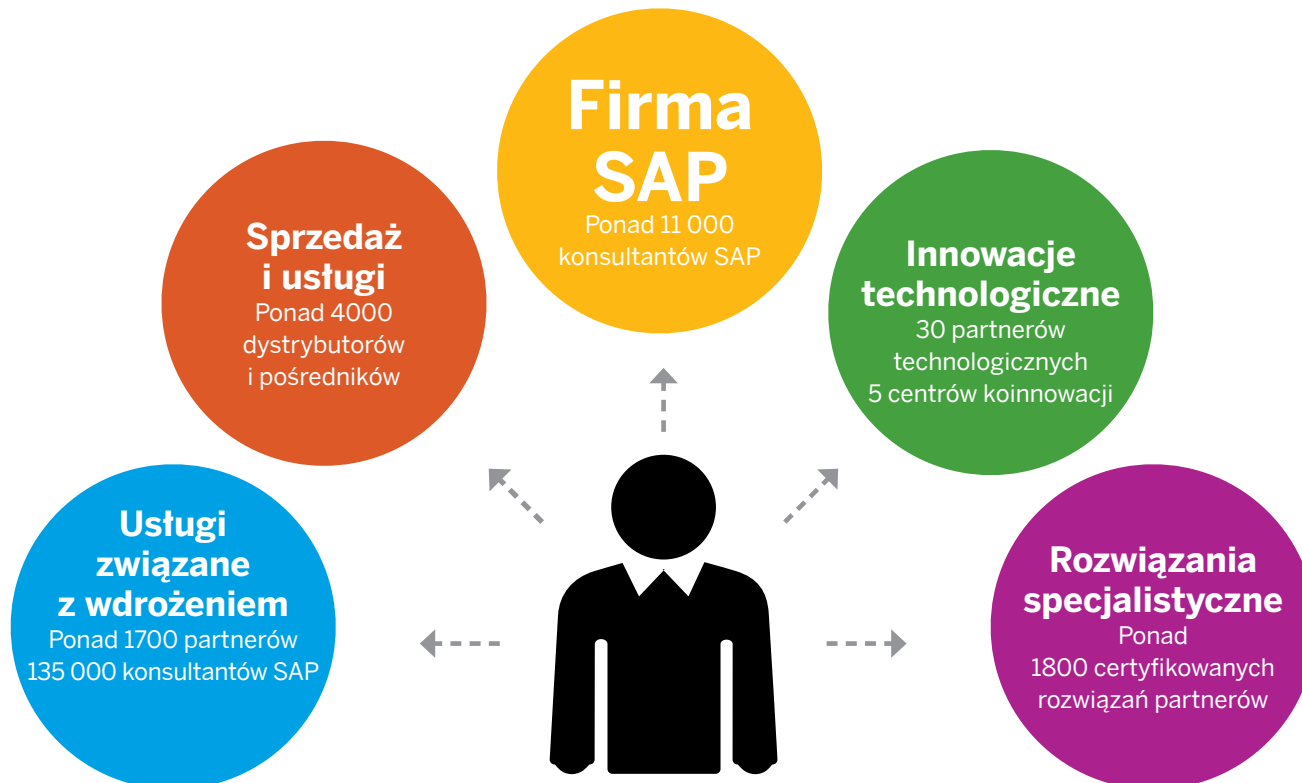 Firma
SAP
Ponad 11 000
konsultantów SAP
Sprzedaż
i usługi
Ponad 4000
dystrybutorów
i pośredników
Innowacje
technologiczne
30 partnerów
technologicznych
5 centrów koinnowacji
Usługi
związane
z wdrożeniem
Ponad 1700 partnerów
135 000 konsultantów SAP
Rozwiązania
specjalistyczne
Ponad
1800 certyfikowanych
rozwiązań partnerów